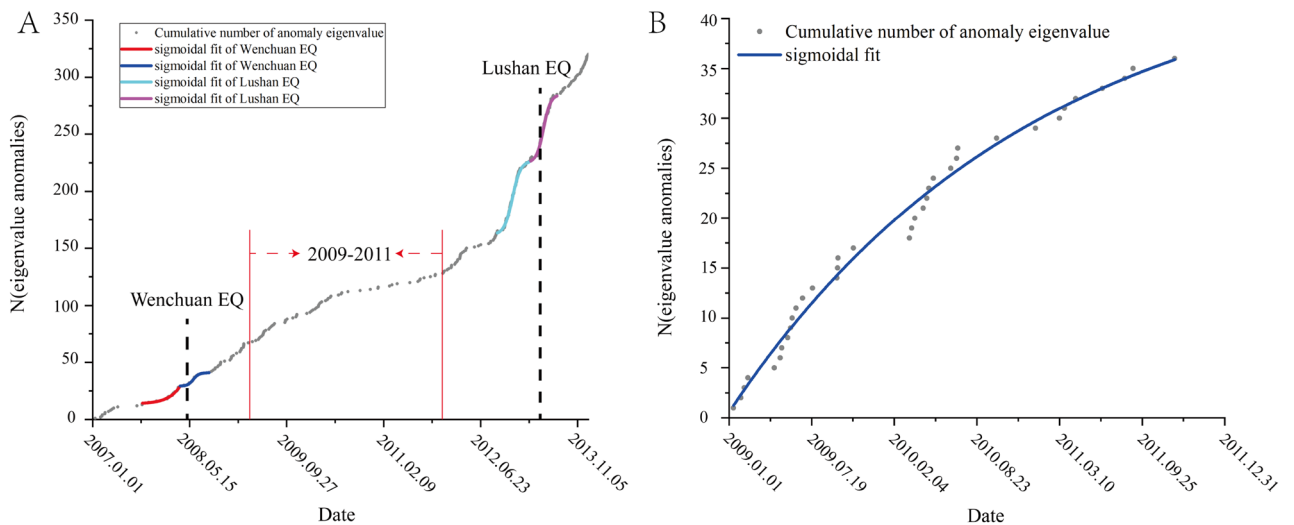 A
Cumulative number of anomaly eigenvalue
sigmoidal fit of Wenchuan EQ
sigmoidal fit of Wenchuan EQ
sigmoidal fit of Lushan EQ
sigmoidal fit of Lushan EQ
Lushan EQ
2009-2011
Wenchuan EQ
N(eigenvalue anomalies)
350
300
250
200
150
100
50
0
2007.01.01
2008.05.15
2009.09.27
2011.02.09
2012.06.23
2013.11.05
Date
B
Cumulative number of anomaly eigenvalue
sigmoidal fit
N(eigenvalue anomalies)
40
35
30
25
20
15
10
5
0
2009.01.01
2009.07.19
2010.02.04
2010.08.23
2011.03.10
2011.09.25
2011.12.31
Date